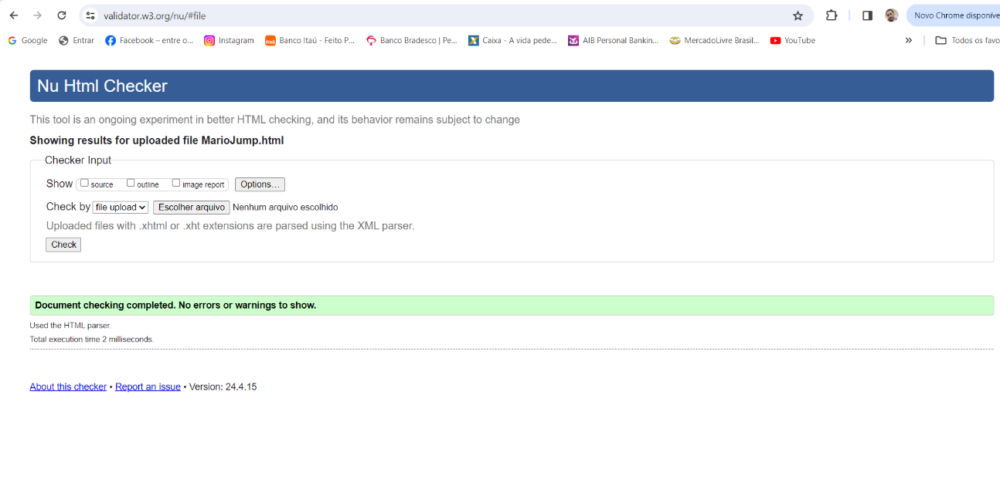 validator.w3.org/nu/#file
Novo Chrome disponíve
Google Entrar Facebook – entre o... Instagram Itaú Banco Itaú - Feito P... Banco Bradesco | Pe... Caixa - A vida pede... AIB Personal Bankin... MercadoLivre Brasil... YouTube » Todos os favo
Nu Html Checker
This tool is an ongoing experiment in better HTML checking, and its behavior remains subject to change
Showing results for uploaded file MarioJump.html
Checker Input
Show source outline image report Options...
Check by file upload Escolher arquivo Nenhum arquivo escolhido
Uploaded files with .xhtml or .xht extensions are parsed using the XML parser.
Check
Document checking completed. No errors or warnings to show.
Used the HTML parser.
Total execution time 2 milliseconds.
About this checker • Report an issue • Version: 24.4.15